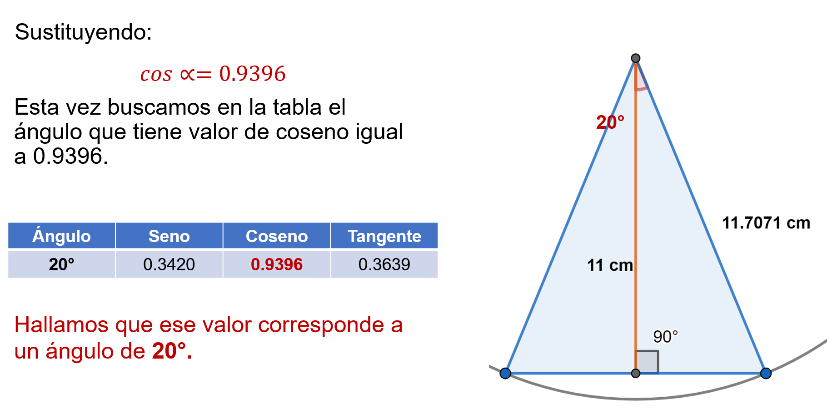 Sustituyendo:
cos ∝= 0.9396
Esta vez buscamos en la tabla el
ángulo que tiene valor de coseno igual
a 0.9396.
Ángulo Seno Coseno Tangente
20° 0.3420 0.9396 0.3639
Hallamos que ese valor corresponde a
un ángulo de 20°.
20°
11.7071 cm
11 cm
90°